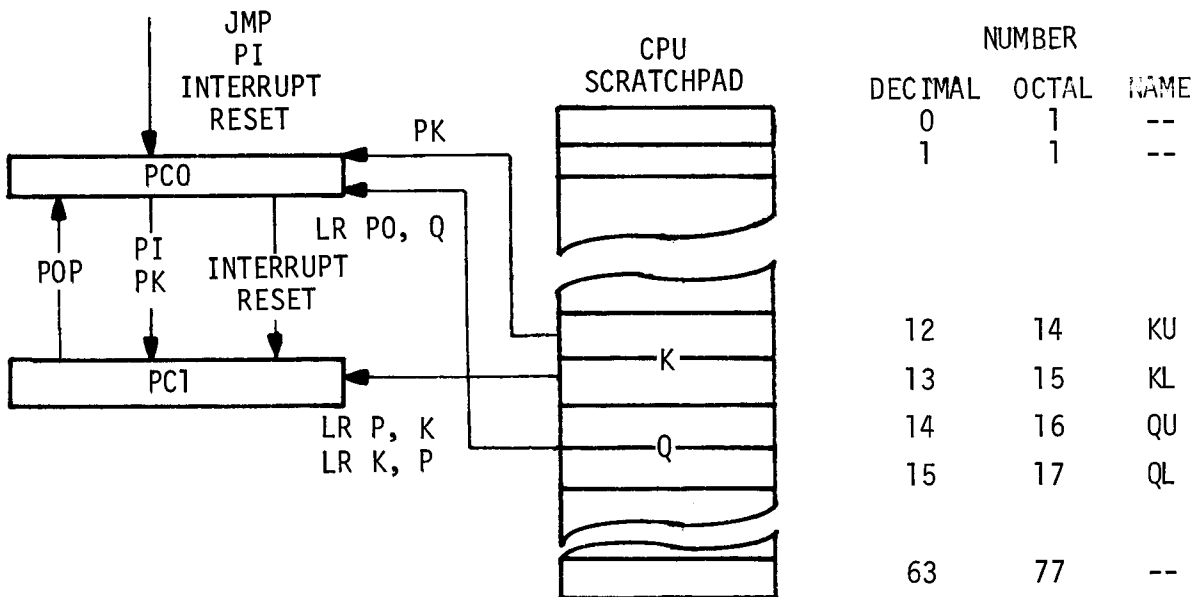 JMP
PI
INTERRUPT
RESET
PC0
PK
LR PO, Q
POP
PI
PK
INTERRUPT
RESET
PC1
LR P, K
LR K, P
CPU
SCRATCHPAD
K
Q
NUMBER
DECIMAL OCTAL NAME
0 1 --
1 1 --
12 14 KU
13 15 KL
14 16 QU
15 17 QL
63 77 --